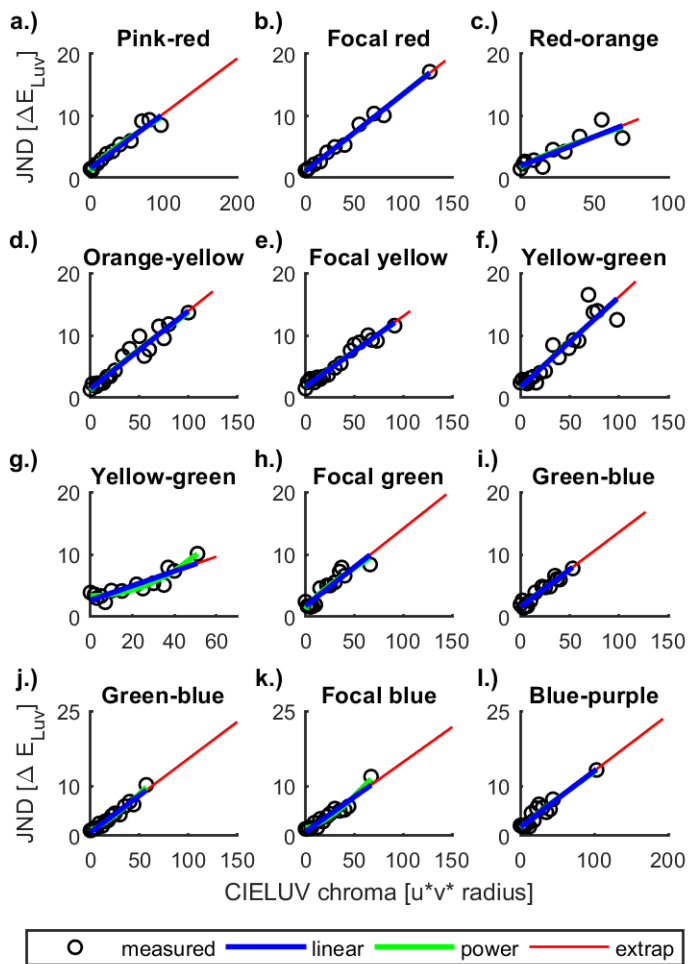 a.) Pink-red b.) Focal red c.) Red-orange
JND [ΔE_Luv]
20
10
0
0 100 200
20
10
0
0 50 100 150
20
10
0
0 100
d.) Orange-yellow e.) Focal yellow f.) Yellow-green
20
10
0
0 50 100 150
20
10
0
0 50 100 150
20
10
0
0 50 100 150
g.) Yellow-green h.) Focal green i.) Green-blue
20
10
0
0 20 40 60
20
10
0
0 50 100 150
20
10
0
0 50 100 150
j.) Green-blue k.) Focal blue l.) Blue-purple
JND [Δ E_Luv]
25
10
0
0 50 100 150
25
10
0
0 50 100 150
25
10
0
0 100 200
CIELUV chroma [u*v* radius]
measured linear power extrap